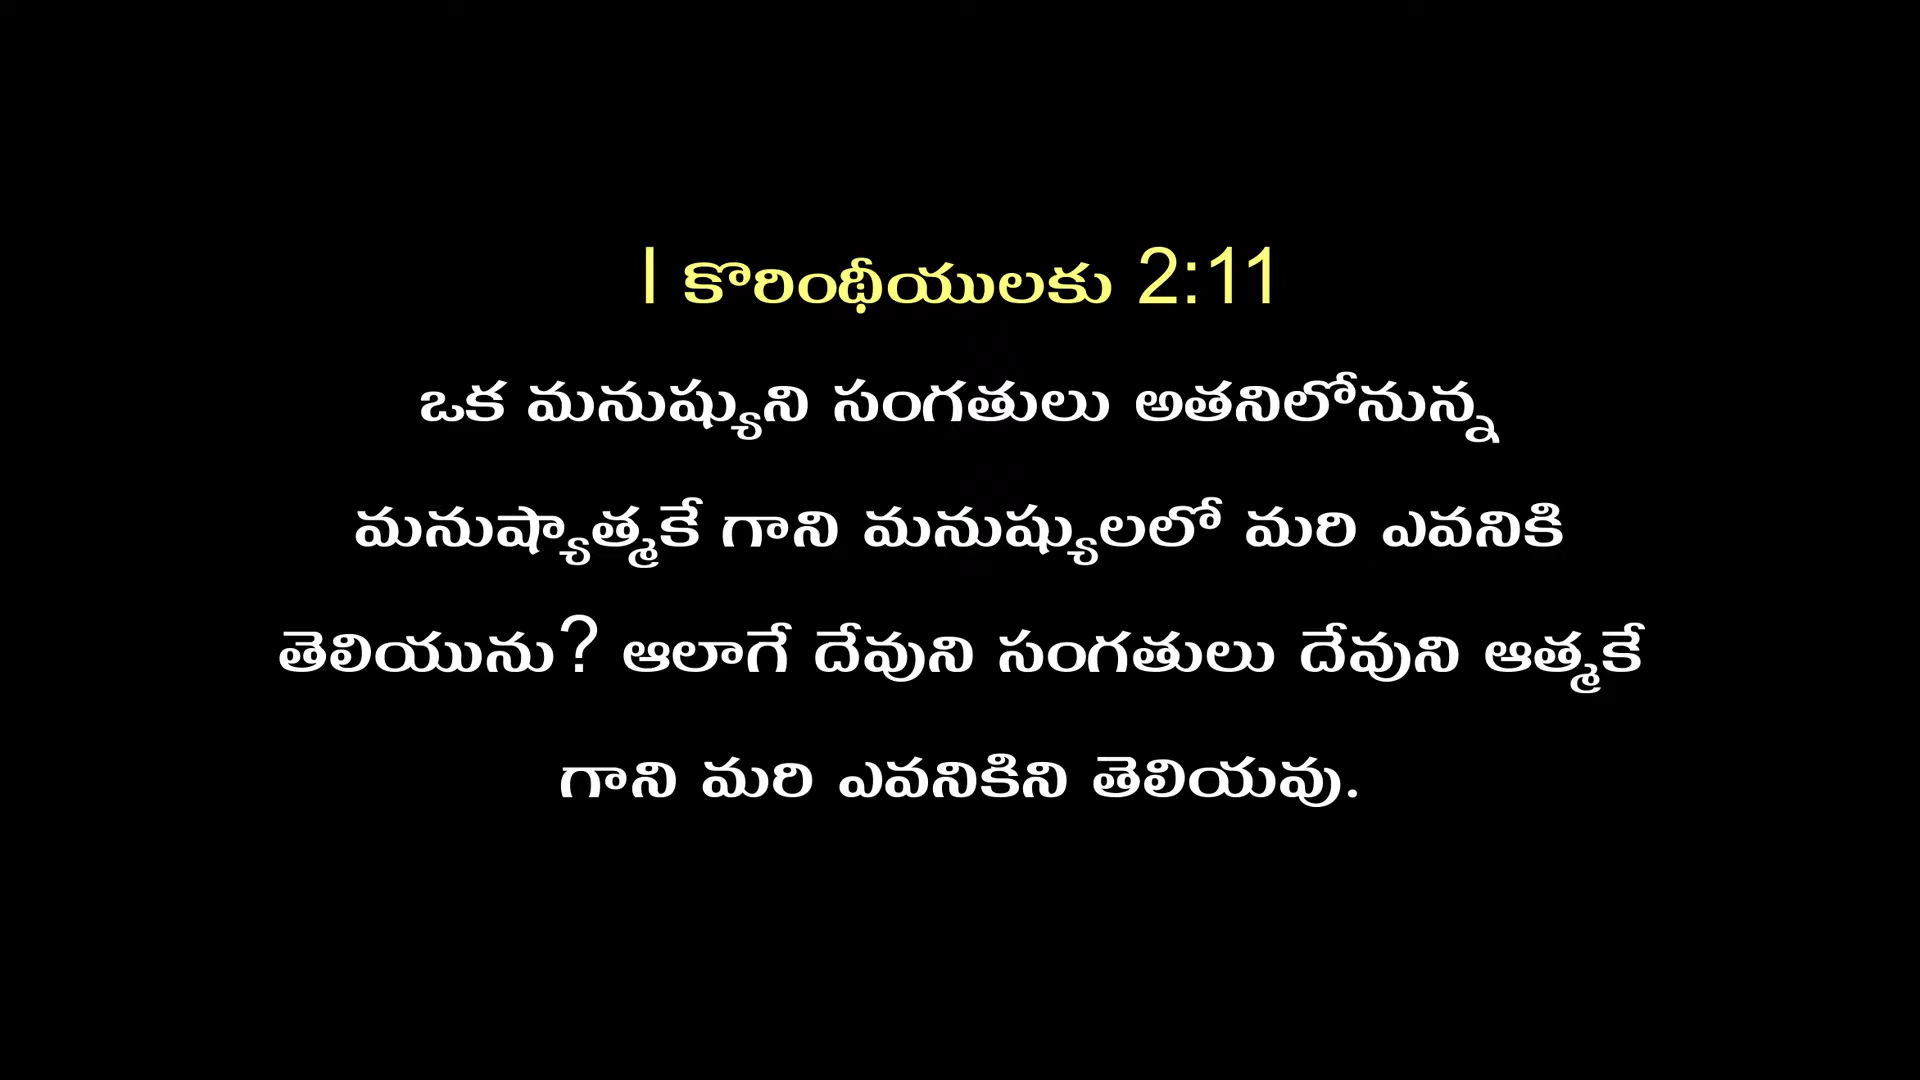 I కొరింథీయులకు 2:11
ఒక మనుష్యుని సంగతులు అతనిలోనున్న
మనుష్యాత్మకే గాని మనుష్యులలో మరి ఎవనికి
తెలియును? ఆలాగే దేవుని సంగతులు దేవుని ఆత్మకే
గాని మరి ఎవనికిని తెలియవు.